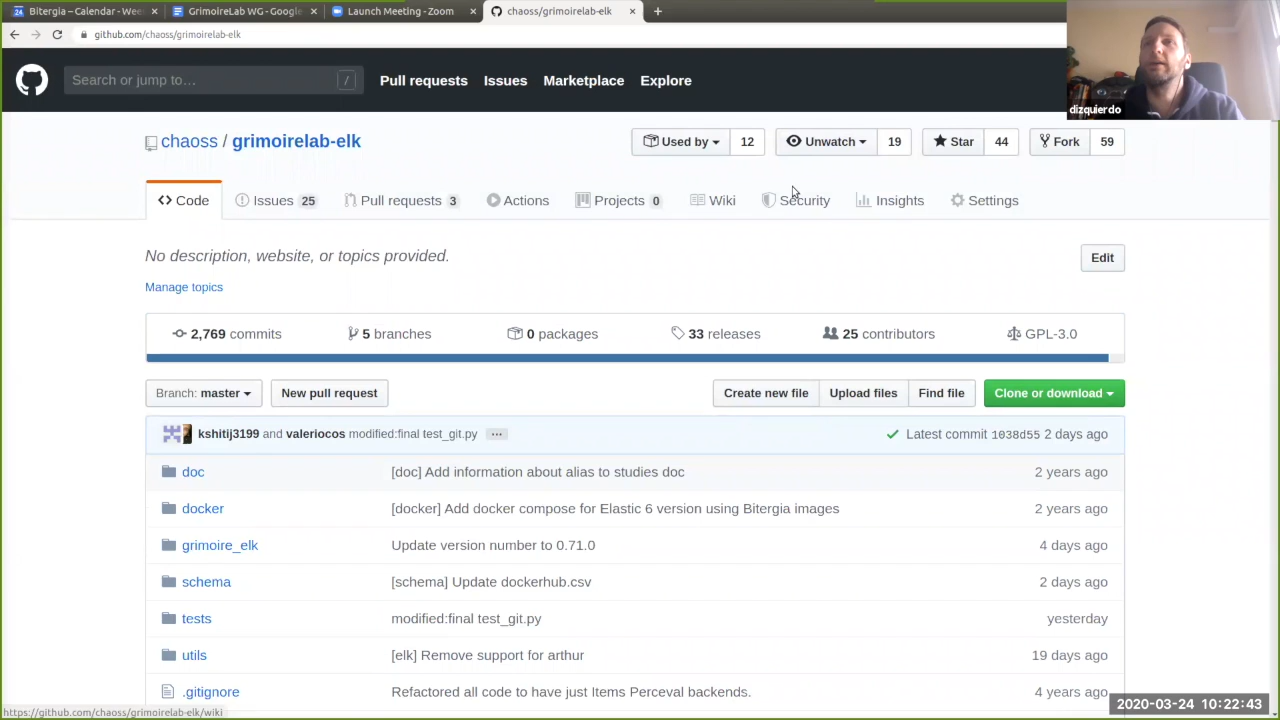 Bitergia – Calendar - Wee
GrimoireLab WG - Google
Launch Meeting - Zoom
chaoss/grimoirelab-elk
github.com/chaoss/grimoirelab-elk
Search or jump to…
/
Pull requests
Issues
Marketplace
Explore
dizquierdo
chaoss / grimoirelab-elk
Used by 12
Unwatch 19
Star 44
Fork 59
Code
Issues 25
Pull requests 3
Actions
Projects 0
Wiki
Security
Insights
Settings
No description, website, or topics provided.
Edit
Manage topics
2,769 commits
5 branches
0 packages
33 releases
25 contributors
GPL-3.0
Branch: master
New pull request
Create new file
Upload files
Find file
Clone or download
kshitij3199 and valeriocos modified:final test_git.py …
Latest commit 1038d55 2 days ago
doc [doc] Add information about alias to studies doc 2 years ago
docker [docker] Add docker compose for Elastic 6 version using Bitergia images 2 years ago
grimoire_elk Update version number to 0.71.0 4 days ago
schema [schema] Update dockerhub.csv 2 days ago
tests modified:final test_git.py yesterday
utils [elk] Remove support for arthur 19 days ago
.gitignore Refactored all code to have just Items Perceval backends. 4 years ago
2020-03-24 10:22:43
https://github.com/chaoss/grimoirelab-elk/wiki